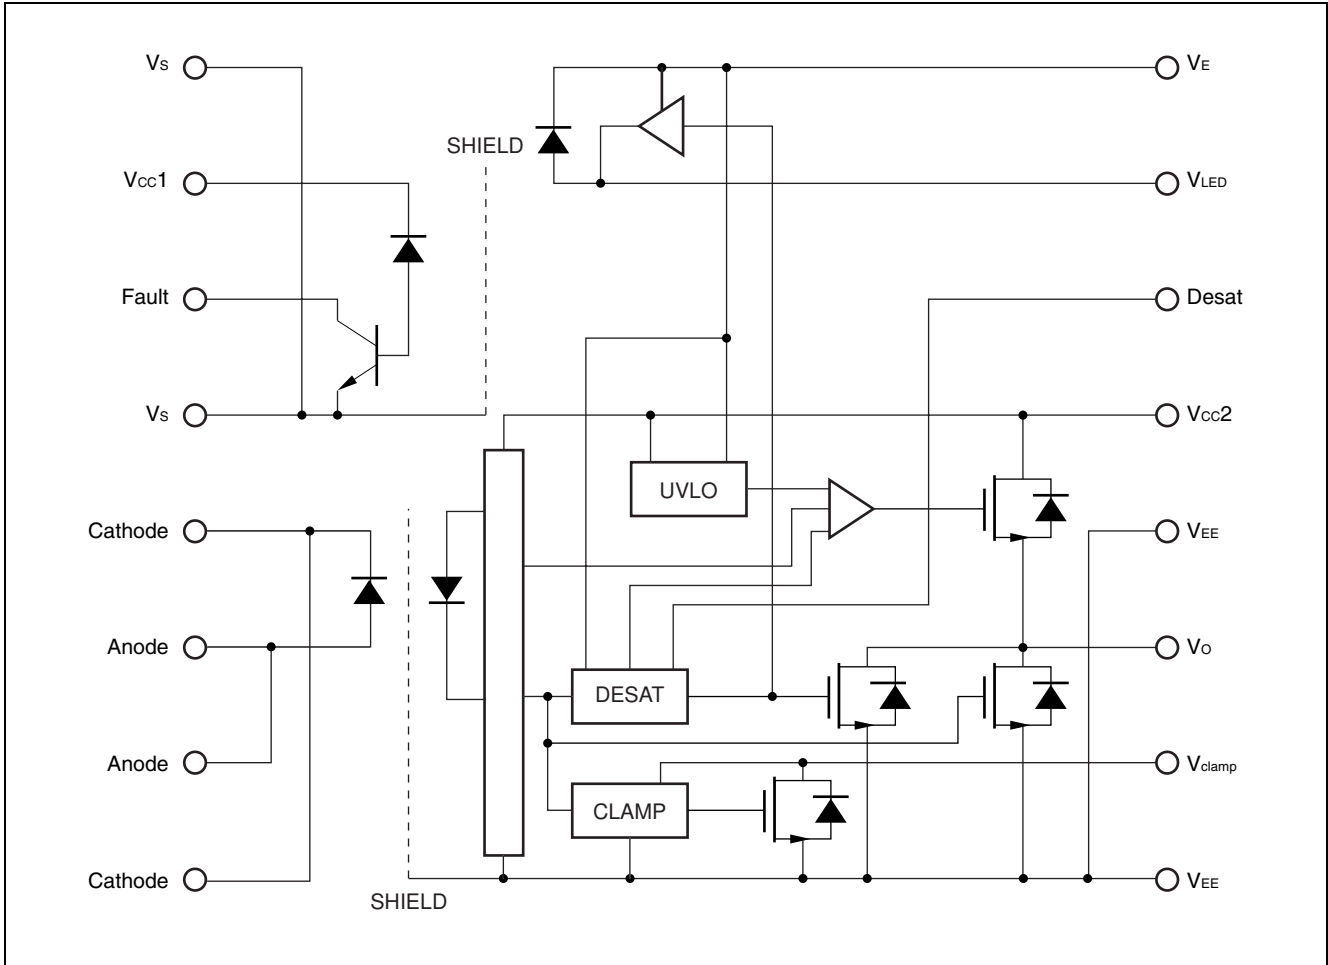 Vs
VE
SHIELD
VCC1
VLED
Fault
Desat
Vs
VCC2
UVLO
Cathode
VEE
Anode
VO
DESAT
Anode
Vclamp
CLAMP
Cathode
VEE
SHIELD